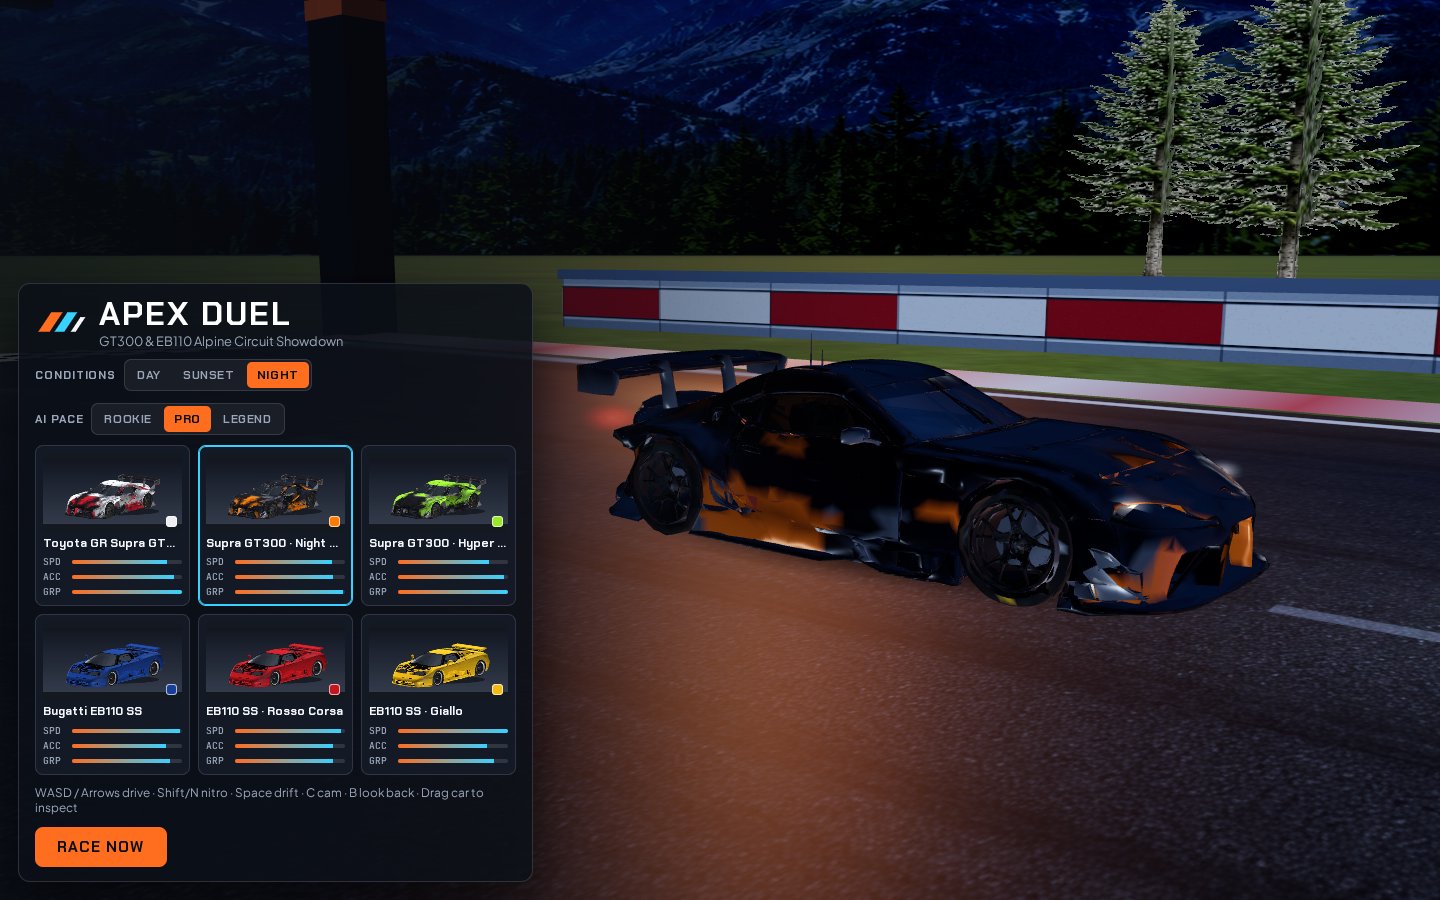 APEX DUEL
GT300 & EB110 Alpine Circuit Showdown
CONDITIONS DAY SUNSET NIGHT
AI PACE ROOKIE PRO LEGEND
Toyota GR Supra GT... Supra GT300 · Night ... Supra GT300 · Hyper ...
SPD SPD SPD
ACC ACC ACC
GRP GRP GRP
Bugatti EB110 SS EB110 SS · Rosso Corsa EB110 SS · Giallo
SPD SPD SPD
ACC ACC ACC
GRP GRP GRP
WASD / Arrows drive · Shift/N nitro · Space drift · C cam · B look back · Drag car to
inspect
RACE NOW